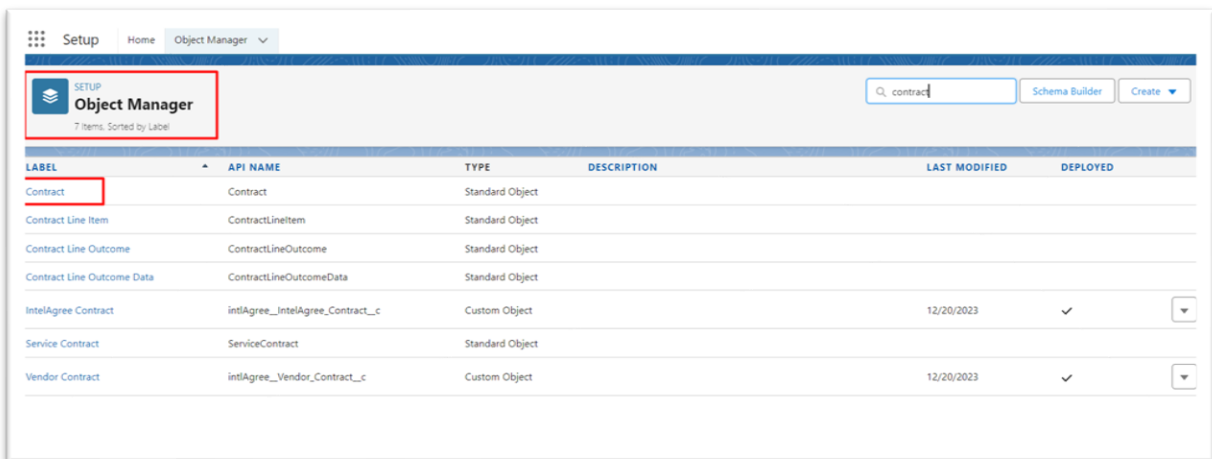 Setup Home Object Manager
SETUP
Object Manager
7 Items, Sorted by Label
contract
Schema Builder
Create
LABEL API NAME TYPE DESCRIPTION LAST MODIFIED DEPLOYED
Contract Contract Standard Object
Contract Line Item ContractLineItem Standard Object
Contract Line Outcome ContractLineOutcome Standard Object
Contract Line Outcome Data ContractLineOutcomeData Standard Object
IntelAgree Contract intlAgree__IntelAgree_Contract__c Custom Object 12/20/2023
Service Contract ServiceContract Standard Object
Vendor Contract intlAgree__Vendor_Contract__c Custom Object 12/20/2023